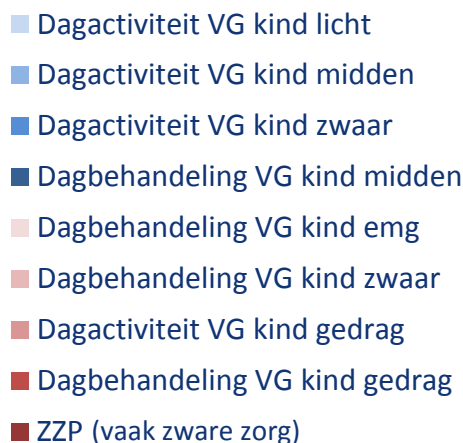 Dagactiviteit VG kind licht
Dagactiviteit VG kind midden
Dagactiviteit VG kind zwaar
Dagbehandeling VG kind midden
Dagbehandeling VG kind emg
Dagbehandeling VG kind zwaar
Dagactiviteit VG kind gedrag
Dagbehandeling VG kind gedrag
ZZP (vaak zware zorg)